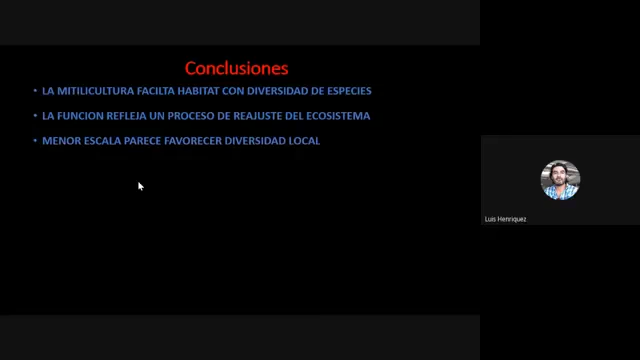 Conclusiones
• LA MITILICULTURA FACILTA HABITAT CON DIVERSIDAD DE ESPECIES
• LA FUNCION REFLEJA UN PROCESO DE REAJUSTE DEL ECOSISTEMA
• MENOR ESCALA PARECE FAVORECER DIVERSIDAD LOCAL
Luis Henriquez